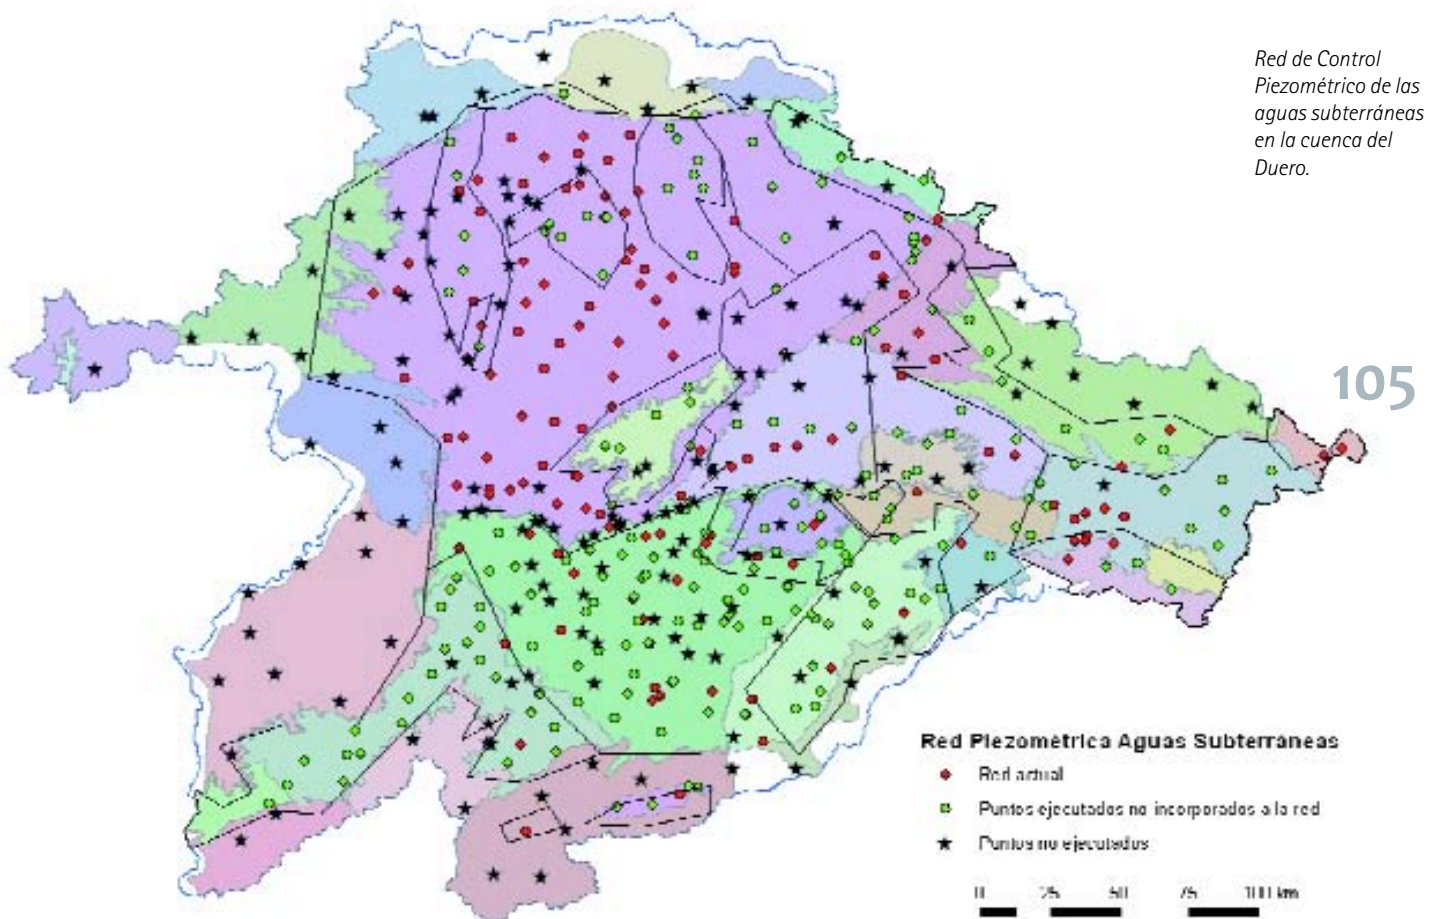 Red de Control
Piezométrico de las
aguas subterráneas
en la cuenca del
Duero.
105
Red Piezométrica Aguas Subterráneas
Red actual
Puntos ejecutados no incorporados a la red
Puntos no ejecutados
0 25 50 75 100 km